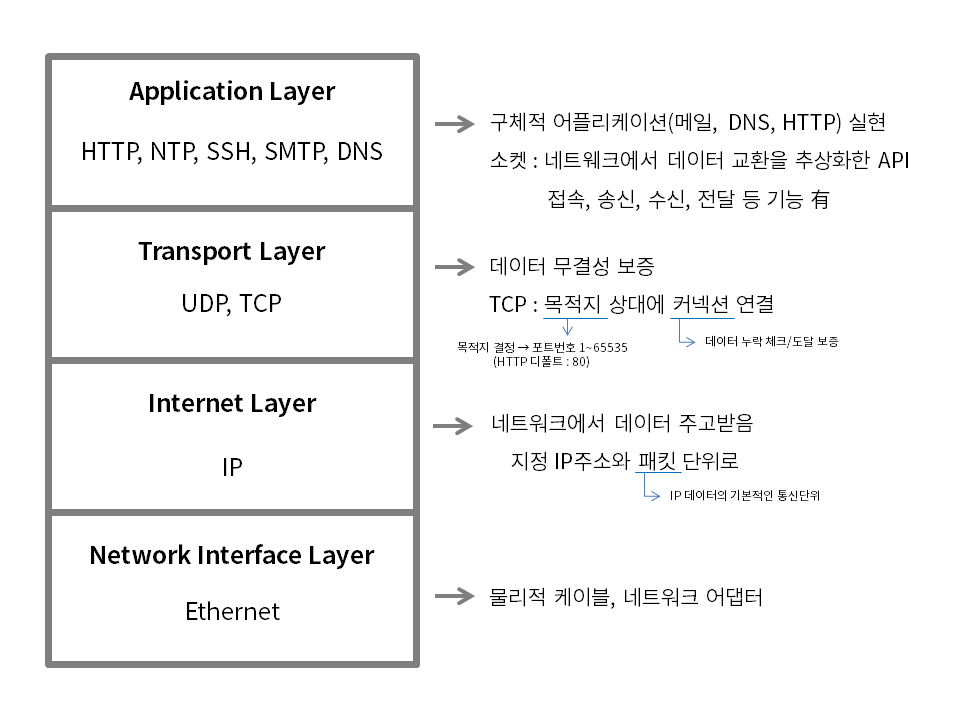 Application Layer
HTTP, NTP, SSH, SMTP, DNS
구체적 어플리케이션(메일, DNS, HTTP) 실현
소켓 : 네트웨크에서 데이터 교환을 추상화한 API
접속, 송신, 수신, 전달 등 기능 有
Transport Layer
UDP, TCP
데이터 무결성 보증
TCP : 목적지 상대에 커넥션 연결
목적지 결정 → 포트번호 1~65535
(HTTP 디폴트 : 80)
데이터 누락 체크/도달 보증
Internet Layer
IP
네트워크에서 데이터 주고받음
지정 IP주소와 패킷 단위로
IP 데이터의 기본적인 통신단위
Network Interface Layer
Ethernet
물리적 케이블, 네트워크 어댑터